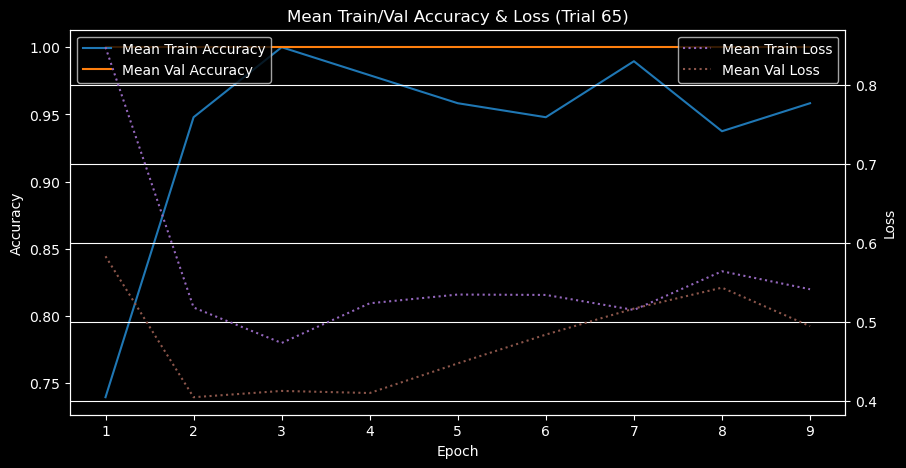 Mean Train/Val Accuracy & Loss (Trial 65)
Mean Train Accuracy
Mean Val Accuracy
Mean Train Loss
Mean Val Loss
1.00
0.95
0.90
0.85
0.80
0.75
Accuracy
0.8
0.7
0.6
0.5
0.4
Loss
1 2 3 4 5 6 7 8 9
Epoch